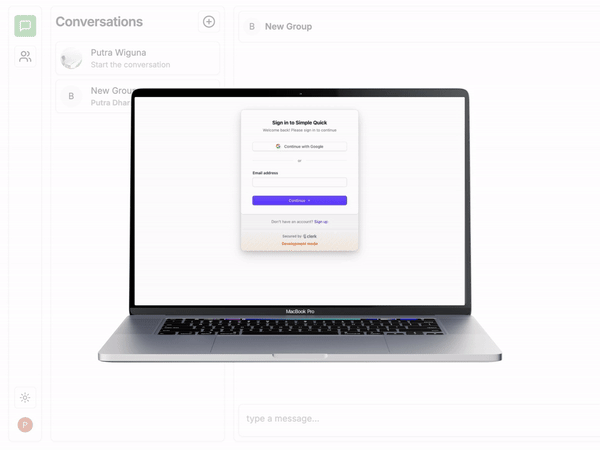 Conversations
B New Group
Putra Wiguna
Start the conversation
B New Grou
Putra Dhar
Sign in to Simple Quick
Welcome back! Please sign in to continue
Continue with Google
or
Email address
Continue
Don't have an account? Sign up
Secured by clerk
Development mode
MacBook Pro
type a message...
P